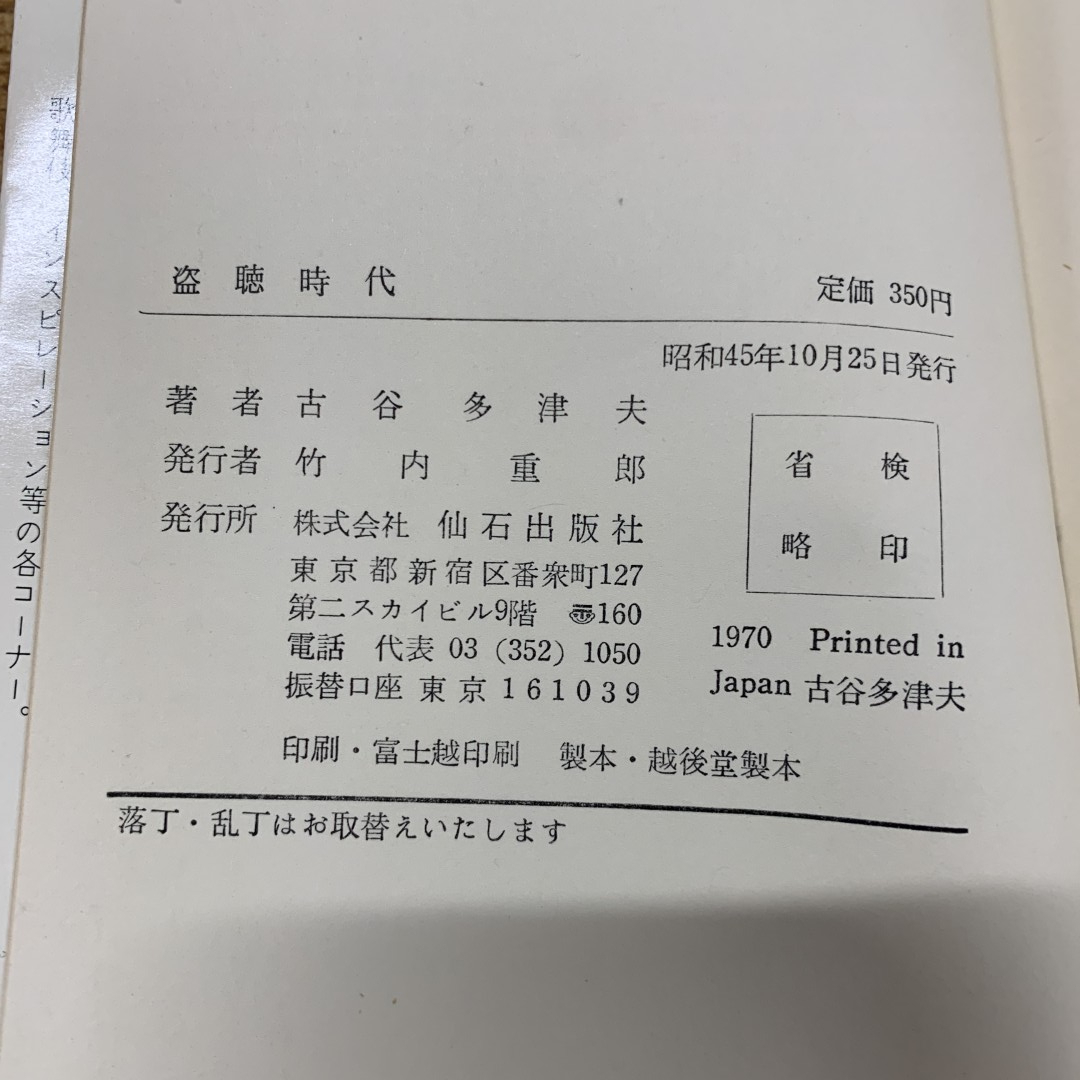 盗聴時代
定価 350円
昭和45年10月25日発行
著者 古谷多津夫
発行者 竹内重郎
発行所 株式会社 仙石出版社
東京都新宿区番衆町127
第二スカイビル9階 〠160
電話 代表 03 (352) 1050
振替口座 東京 161039
検印
省略
1970 Printed in
Japan 古谷多津夫
印刷・富士越印刷 製本・越後堂製本
落丁・乱丁はお取替えいたします
歌舞伎 インスピレーション等の各コーナー。